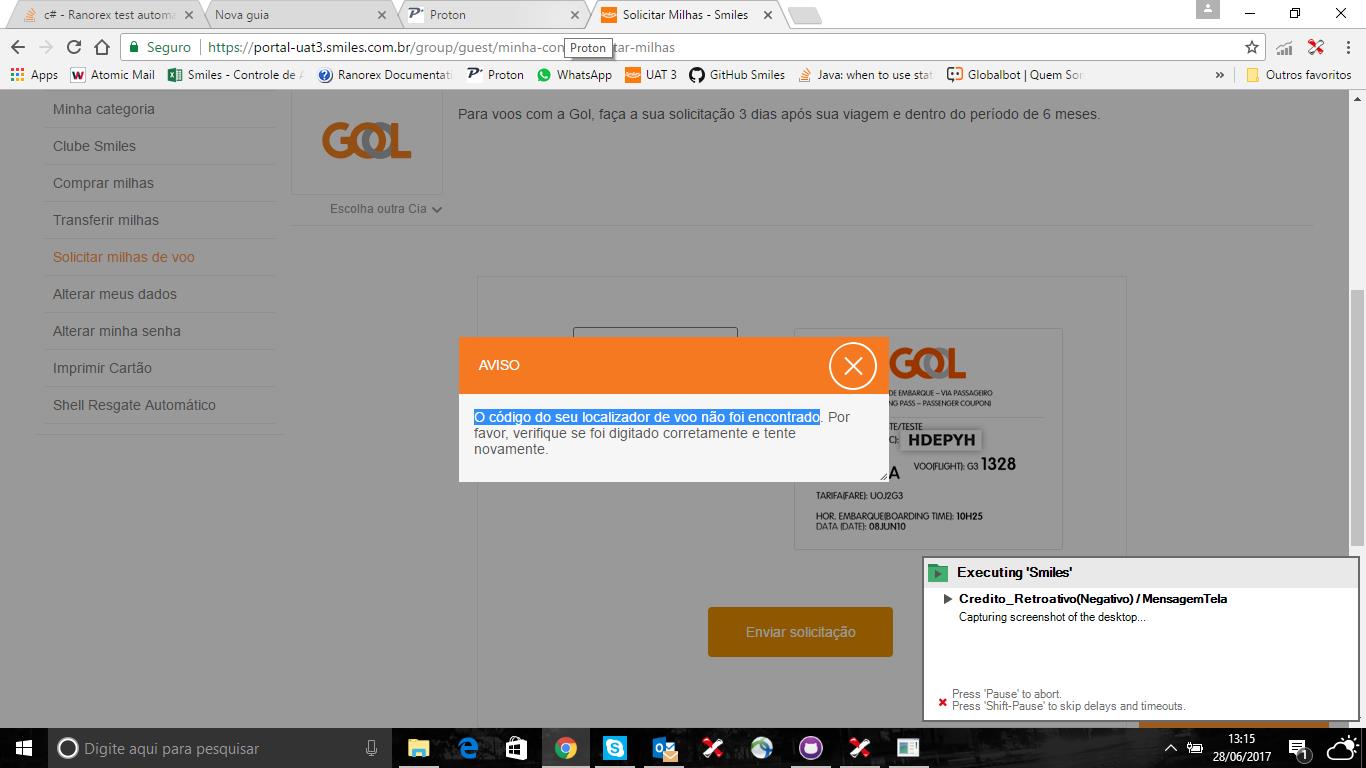 c# - Ranorex test automa
Nova guia
Proton
Solicitar Milhas - Smiles
Seguro
https://portal-uat3.smiles.com.br/group/guest/minha-con
tar-milhas
Proton
Apps
Atomic Mail
Smiles - Controle de A
Ranorex Documentati
Proton
WhatsApp
UAT 3
GitHub Smiles
Java: when to use stat
Globalbot | Quem Son
»
Outros favoritos
Minha categoria
Clube Smiles
Comprar milhas
Transferir milhas
Solicitar milhas de voo
Alterar meus dados
Alterar minha senha
Imprimir Cartão
Shell Resgate Automático
GOL
Escolha outra Cia
Para voos com a Gol, faça a sua solicitação 3 dias após sua viagem e dentro do período de 6 meses.
AVISO
O código do seu localizador de voo não foi encontrado. Por
favor, verifique se foi digitado corretamente e tente
novamente.
GOL
DE EMBARQUE – VIA PASSAGEIRO
NG PASS – PASSENGER COUPON)
TE/TESTE
C): HDEPYH
A VOO(FLIGHT): G3 1328
TARIFA(FARE): UOJ2G3
HOR. EMBARQUE(BOARDING TIME): 10H25
DATA (DATE): 08JUN10
Enviar solicitação
Executing 'Smiles'
Credito_Retroativo(Negativo) / MensagemTela
Capturing screenshot of the desktop...
Press 'Pause' to abort.
Press 'Shift-Pause' to skip delays and timeouts.
Digite aqui para pesquisar
13:15
28/06/2017
1